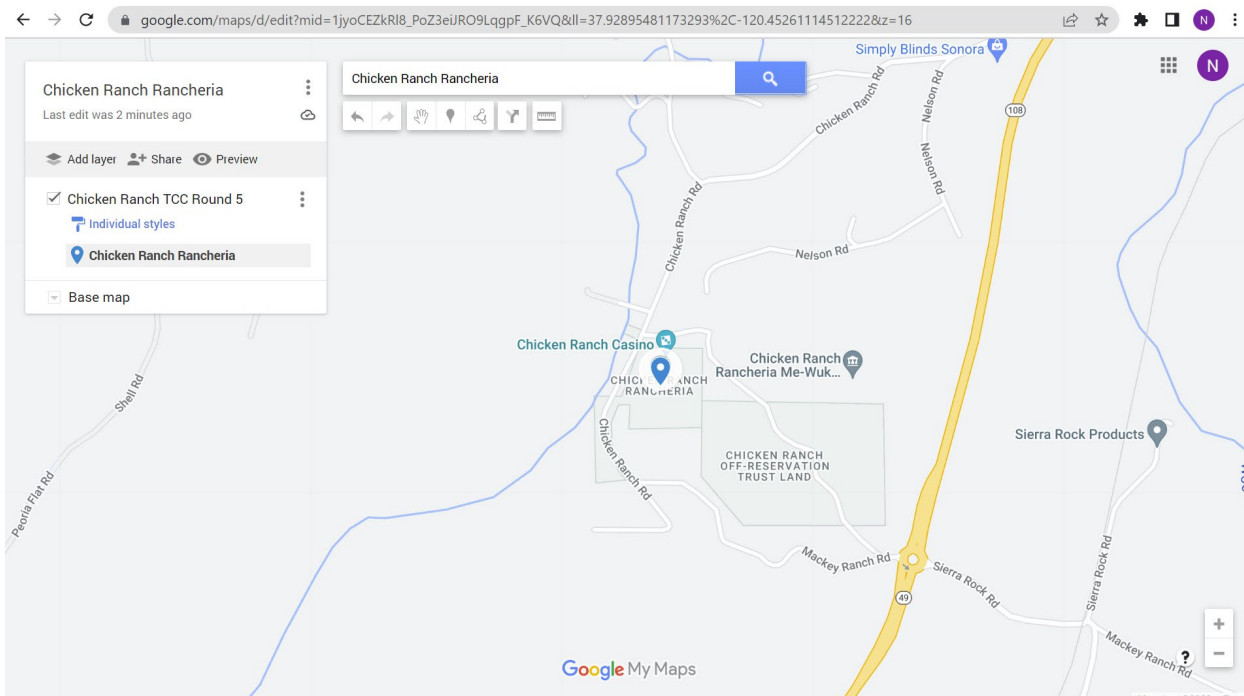 google.com/maps/d/edit?mid=1jyoCEZkRl8_PoZ3eiJRO9LqgpF_K6VQ&ll=37.92895481173293%2C-120.45261114512222&z=16
N
Chicken Ranch Rancheria
Last edit was 2 minutes ago
Add layer Share Preview
Chicken Ranch TCC Round 5
Individual styles
Chicken Ranch Rancheria
Base map
Chicken Ranch Rancheria
N
Simply Blinds Sonora
Chicken Ranch Rd
Nelson Rd
108
Nelson Rd
Chicken Ranch Rd
Nelson Rd
Chicken Ranch Casino
Chicken Ranch
Rancheria Me-Wuk...
RANCHERIA
Shell Rd
Chicken Ranch Rd
CHICKEN RANCH
OFF-RESERVATION
TRUST LAND
Sierra Rock Products
Peoria Flat Rd
Mackey Ranch Rd
Sierra Rock Rd
Sierra Rock Rd
49
Mackey Ranch Rd
Google My Maps
?